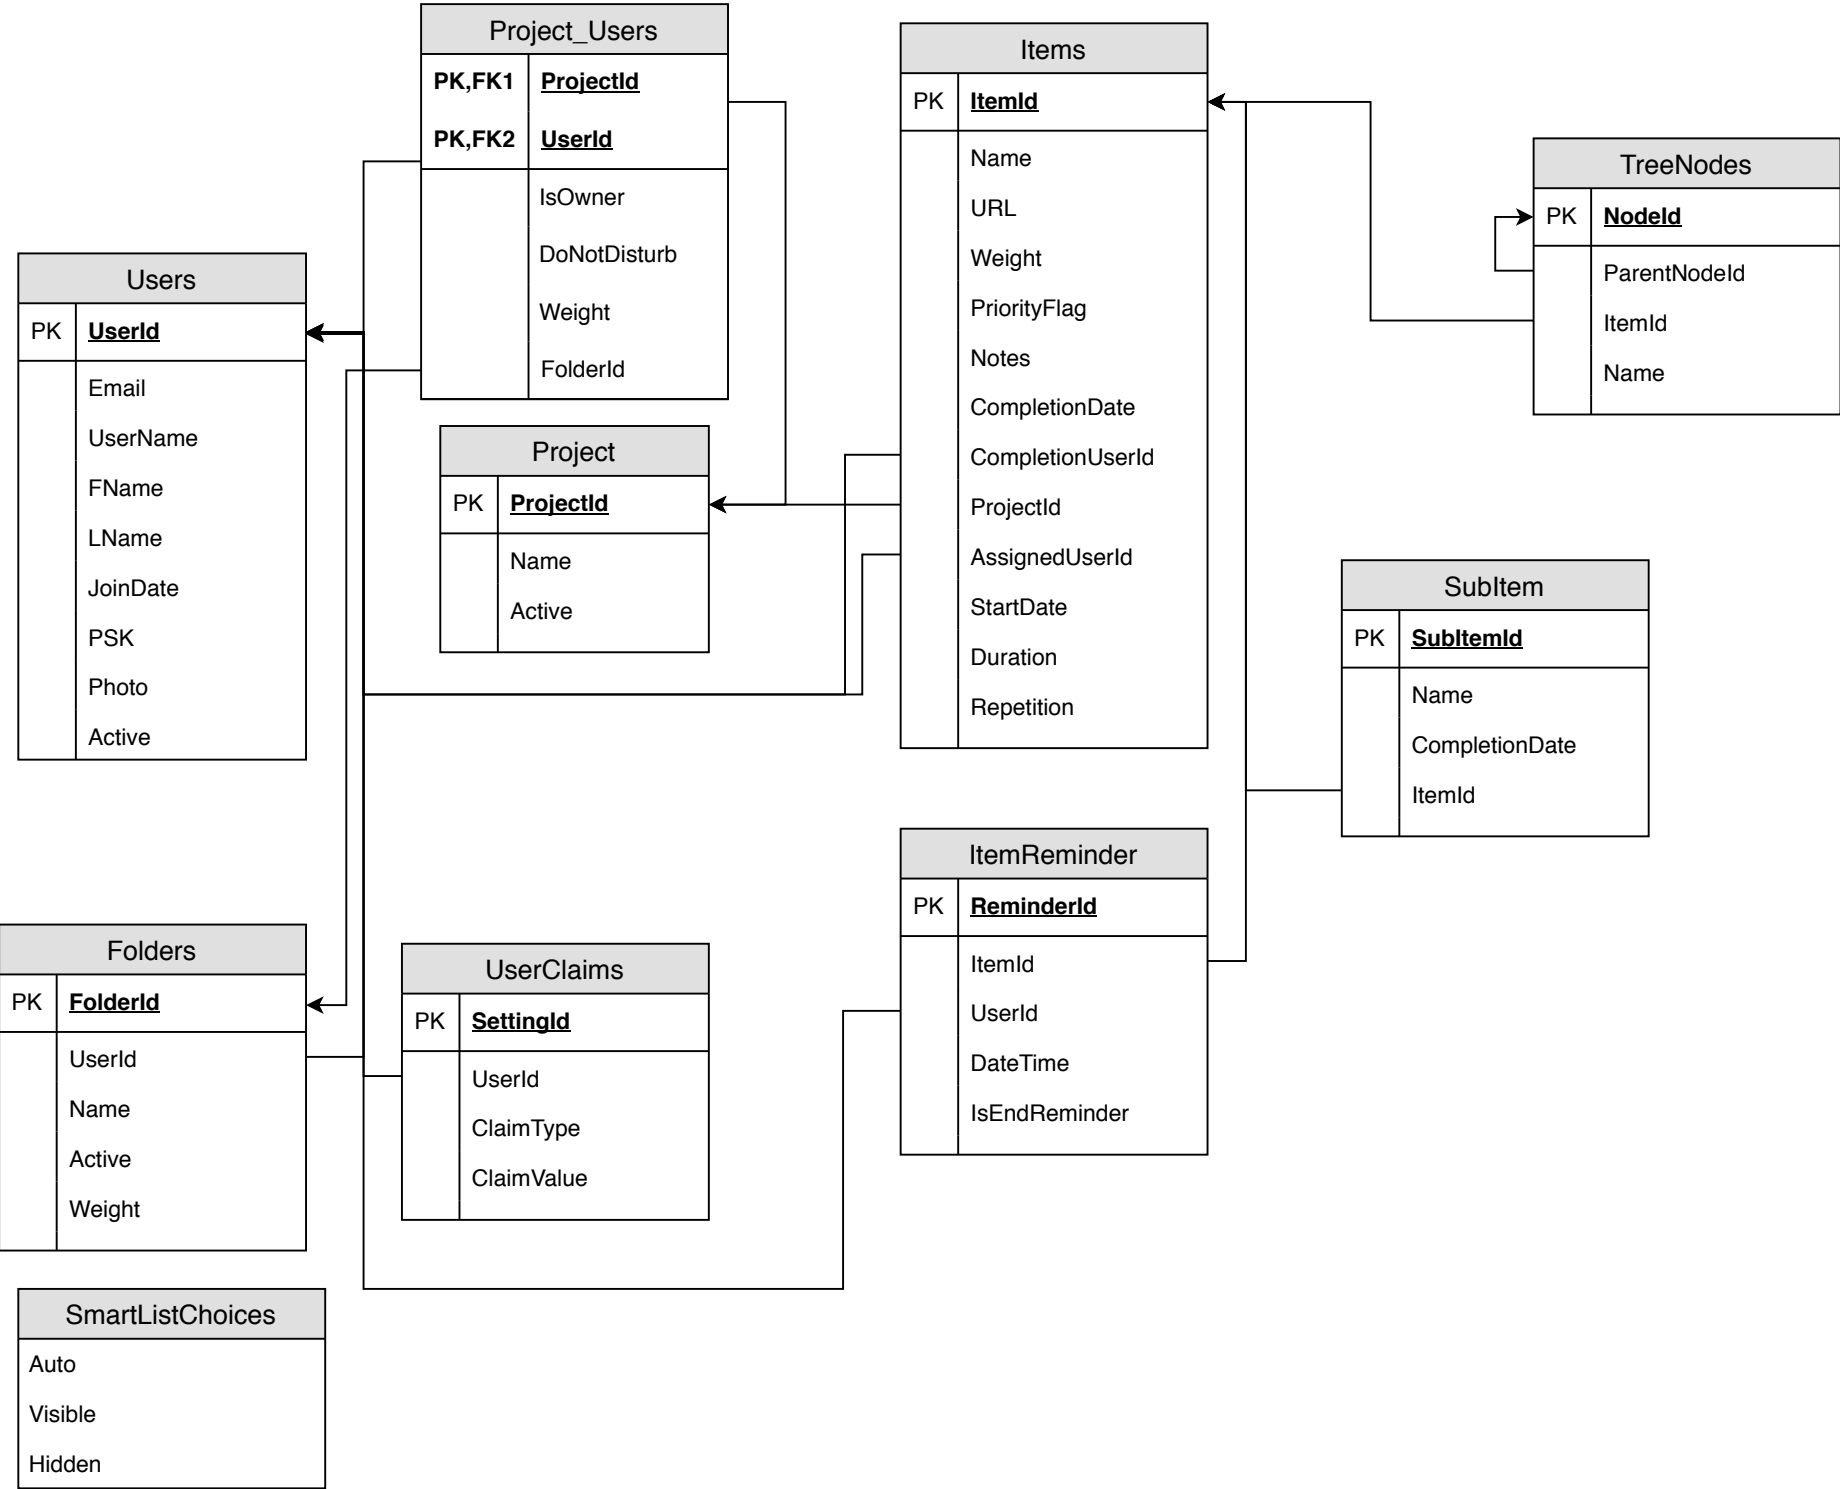 Project_Users
PK,FK1 ProjectId
PK,FK2 UserId
IsOwner
DoNotDisturb
Weight
FolderId
Items
PK ItemId
Name
URL
Weight
PriorityFlag
Notes
CompletionDate
CompletionUserId
ProjectId
AssignedUserId
StartDate
Duration
Repetition
TreeNodes
PK NodeId
ParentNodeId
ItemId
Name
Users
PK UserId
Email
UserName
FName
LName
JoinDate
PSK
Photo
Active
Project
PK ProjectId
Name
Active
SubItem
PK SubItemId
Name
CompletionDate
ItemId
ItemReminder
PK ReminderId
ItemId
UserId
DateTime
IsEndReminder
Folders
PK FolderId
UserId
Name
Active
Weight
UserClaims
PK SettingId
UserId
ClaimType
ClaimValue
SmartListChoices
Auto
Visible
Hidden